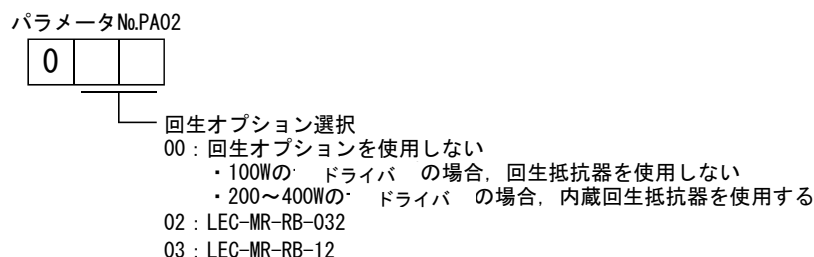 パラメータNo.PA02
0
回生オプション選択
00：回生オプションを使用しない
・100Wの ドライバ の場合，回生抵抗器を使用しない
・200～400Wの ドライバ の場合，内蔵回生抵抗器を使用する
02：LEC-MR-RB-032
03：LEC-MR-RB-12